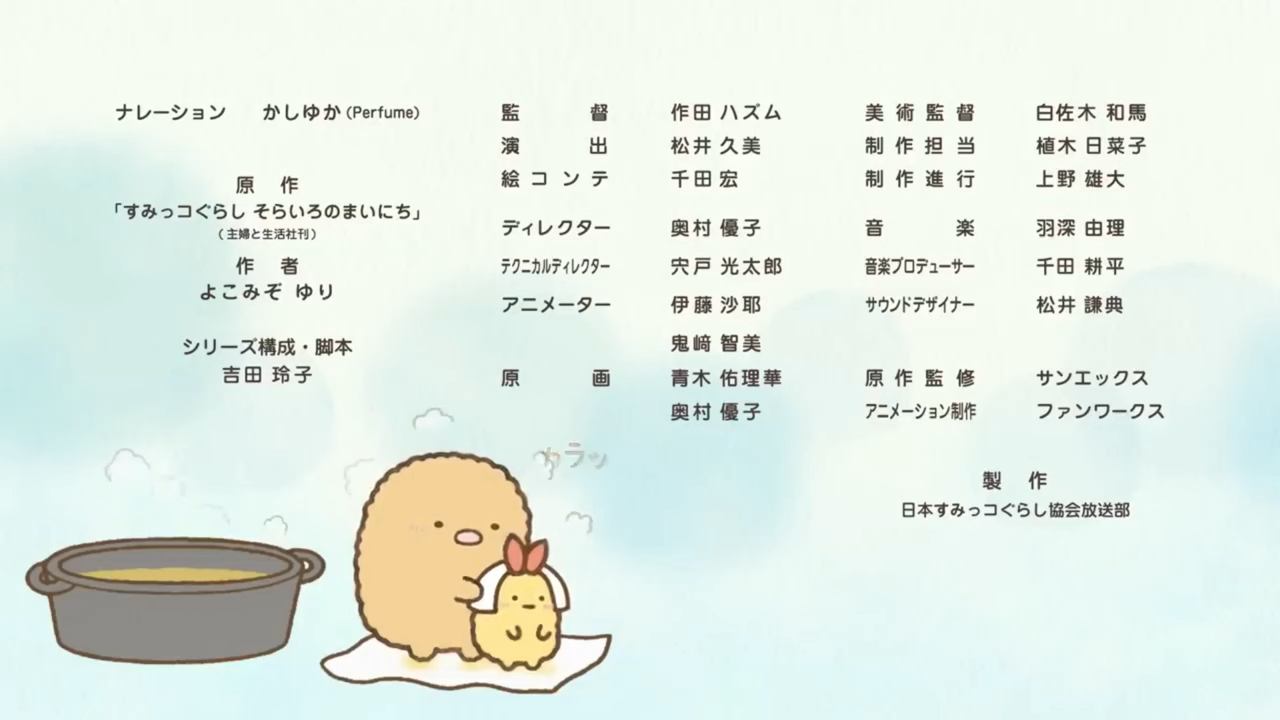 ナレーション かしゆか(Perfume)
原作
「すみっコぐらし そらいろのまいにち」
(主婦と生活社刊)
作者
よこみぞ ゆり
シリーズ構成・脚本
吉田 玲子
監督 作田 ハズム
演出 松井 久美
絵コンテ 千田 宏
ディレクター 奥村 優子
テクニカルディレクター 宍戸 光太郎
アニメーター 伊藤 沙耶
鬼﨑 智美
原画 青木 佑理華
奥村 優子
美術監督 白佐木 和馬
制作担当 植木 日菜子
制作進行 上野 雄大
音楽 羽深 由理
音楽プロデューサー 千田 耕平
サウンドデザイナー 松井 謙典
原作監修 サンエックス
アニメーション制作 ファンワークス
製作
日本すみっコぐらし協会放送部
カラッ